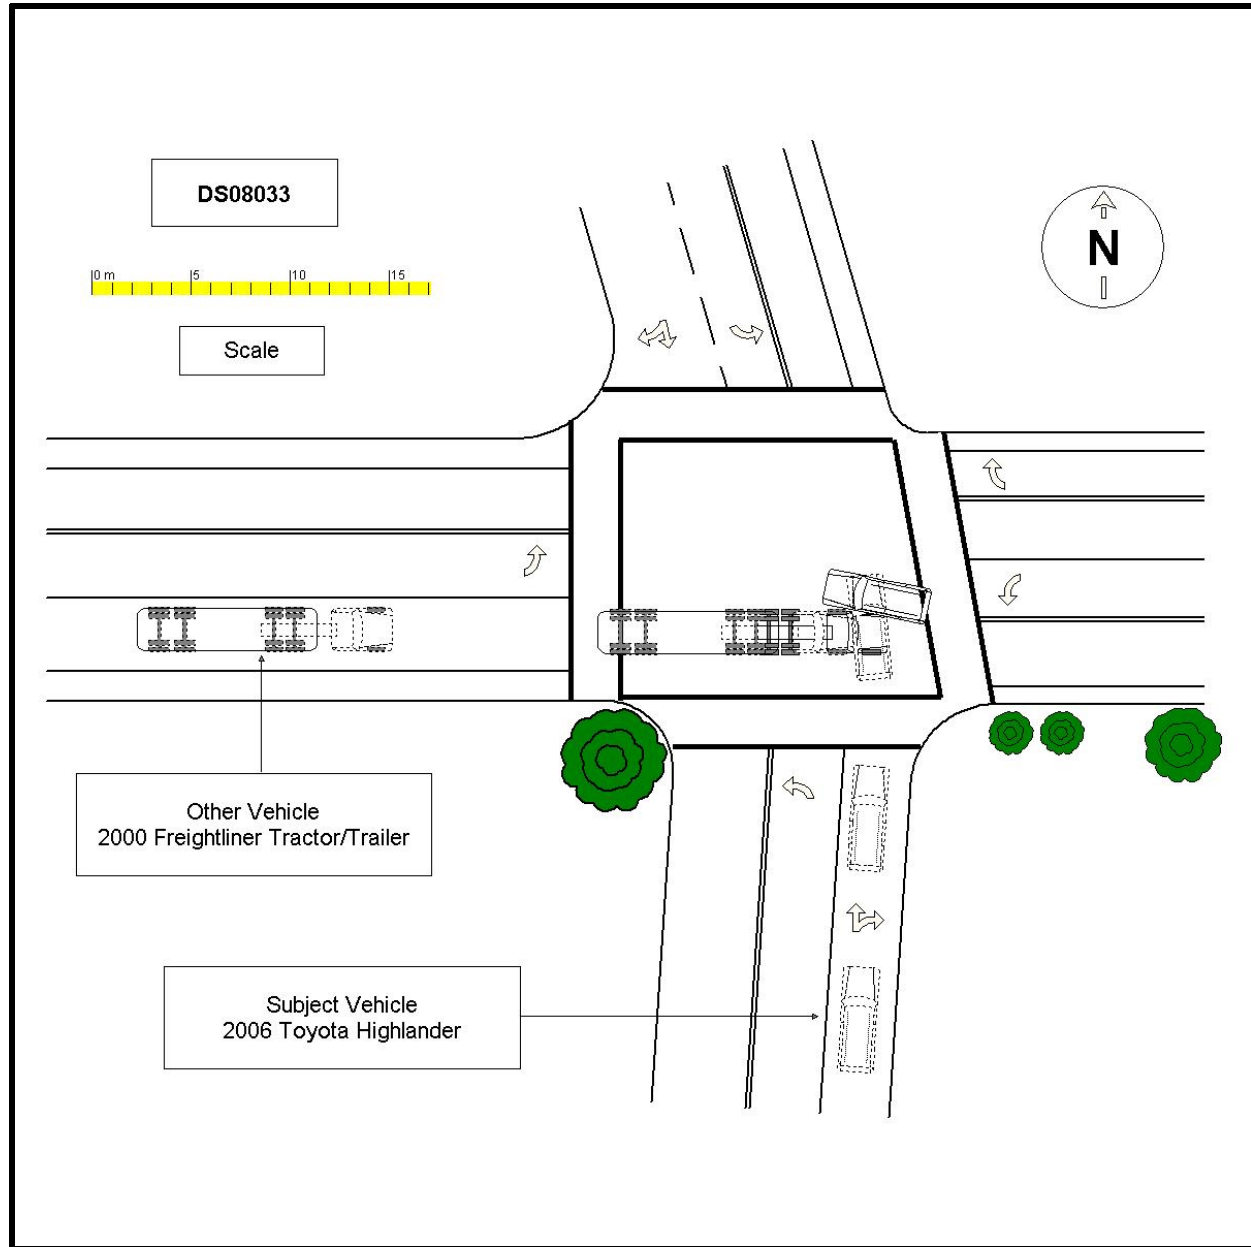 DS08033
0 m 5 10 15
Scale
N
Other Vehicle
2000 Freightliner Tractor/Trailer
Subject Vehicle
2006 Toyota Highlander